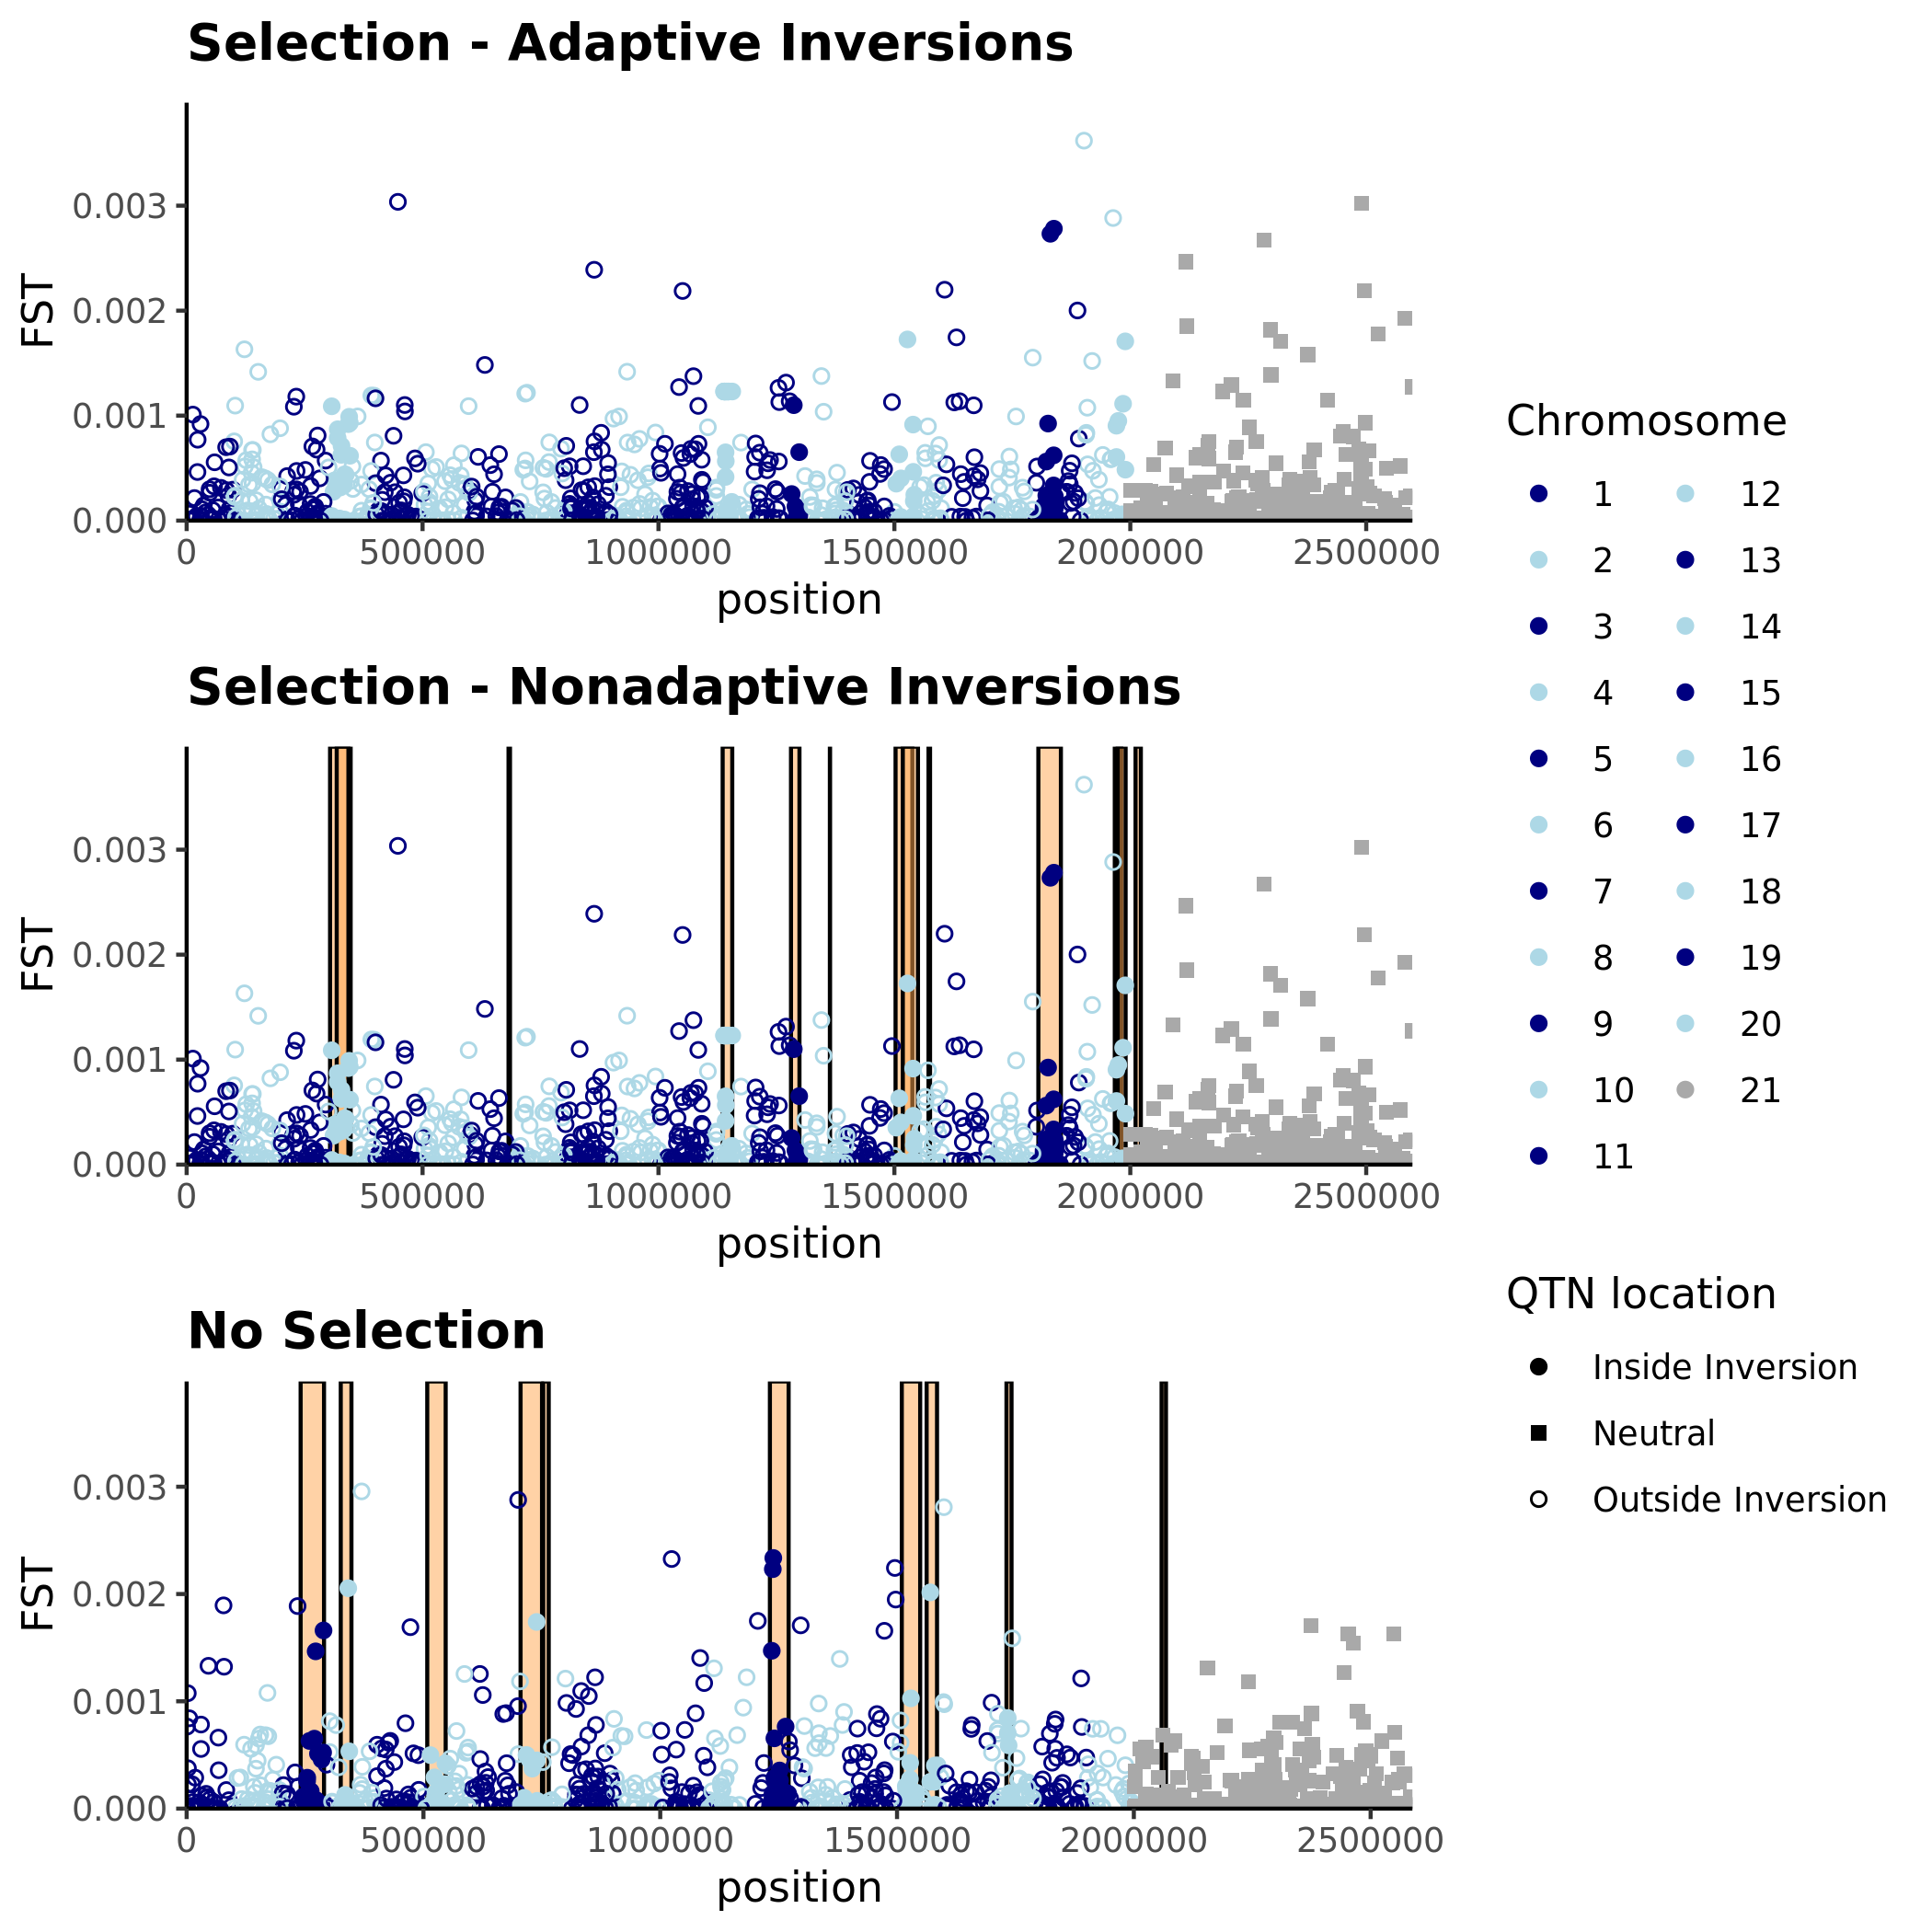 Selection - Adaptive Inversions
FST
0.003
0.002
0.001
0.000
0 500000 1000000 1500000 2000000 2500000
position
Selection - Nonadaptive Inversions
FST
0.003
0.002
0.001
0.000
0 500000 1000000 1500000 2000000 2500000
position
No Selection
FST
0.003
0.002
0.001
0.000
0 500000 1000000 1500000 2000000 2500000
position
Chromosome
1 12
2 13
3 14
4 15
5 16
6 17
7 18
8 19
9 20
10 21
11
QTN location
Inside Inversion
Neutral
Outside Inversion